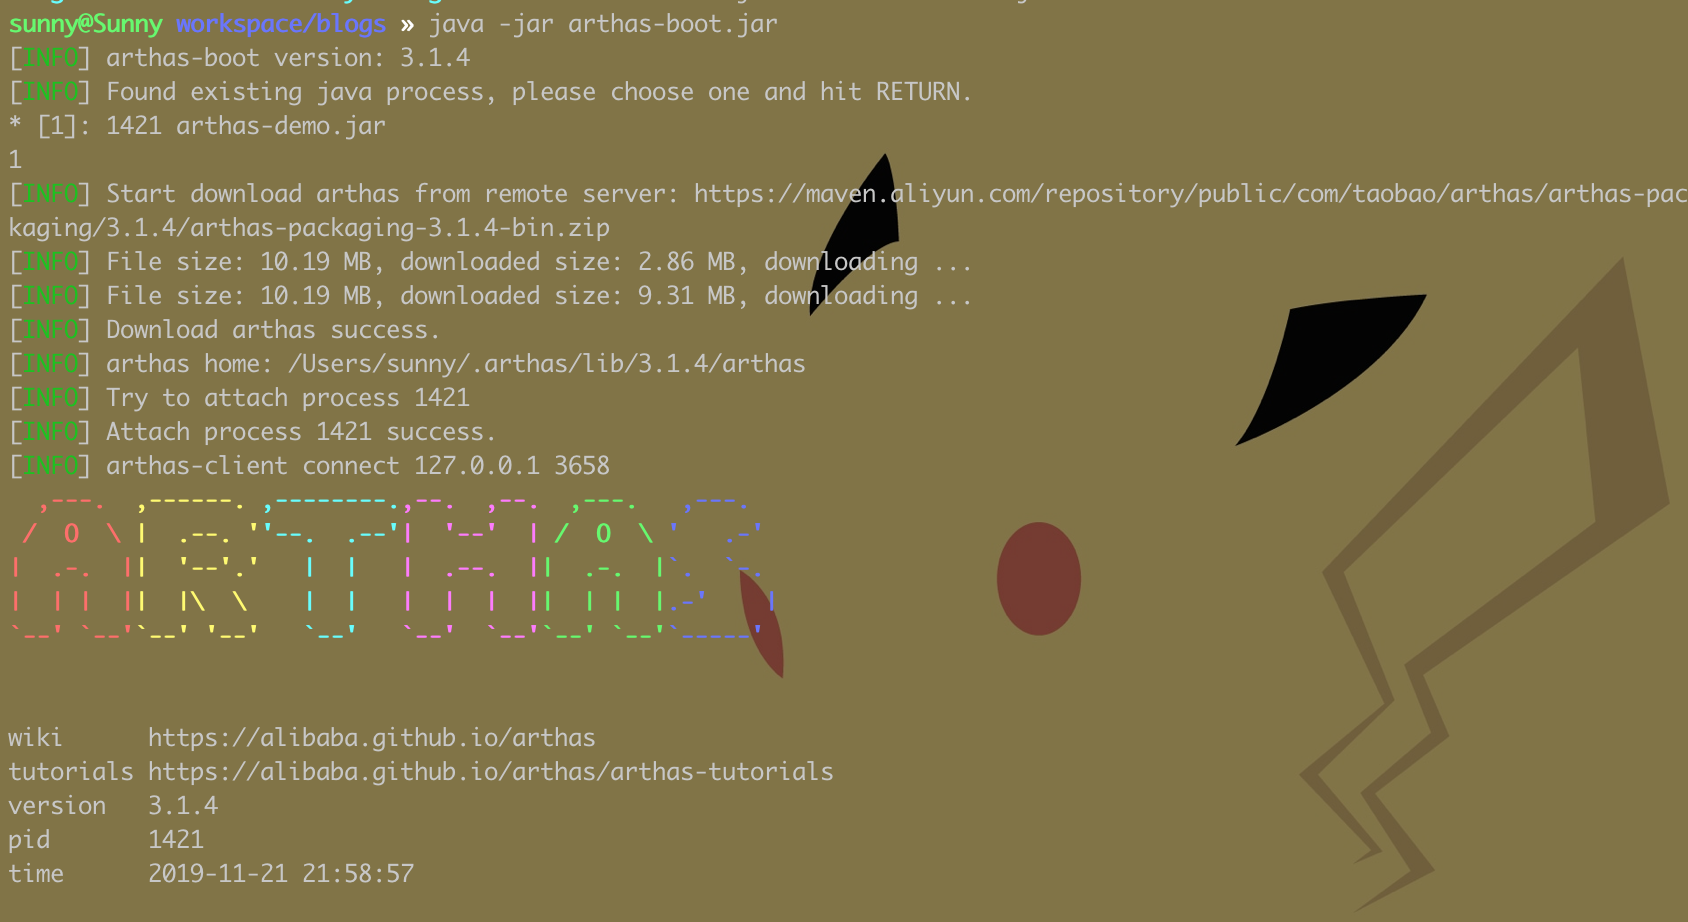 sunny@Sunny workspace/blogs » java -jar arthas-boot.jar
[INFO] arthas-boot version: 3.1.4
[INFO] Found existing java process, please choose one and hit RETURN.
* [1]: 1421 arthas-demo.jar
1
[INFO] Start download arthas from remote server: https://maven.aliyun.com/repository/public/com/taobao/arthas/arthas-pac
kaging/3.1.4/arthas-packaging-3.1.4-bin.zip
[INFO] File size: 10.19 MB, downloaded size: 2.86 MB, downloading ...
[INFO] File size: 10.19 MB, downloaded size: 9.31 MB, downloading ...
[INFO] Download arthas success.
[INFO] arthas home: /Users/sunny/.arthas/lib/3.1.4/arthas
[INFO] Try to attach process 1421
[INFO] Attach process 1421 success.
[INFO] arthas-client connect 127.0.0.1 3658
ARTHAS
wiki https://alibaba.github.io/arthas
tutorials https://alibaba.github.io/arthas/arthas-tutorials
version 3.1.4
pid 1421
time 2019-11-21 21:58:57